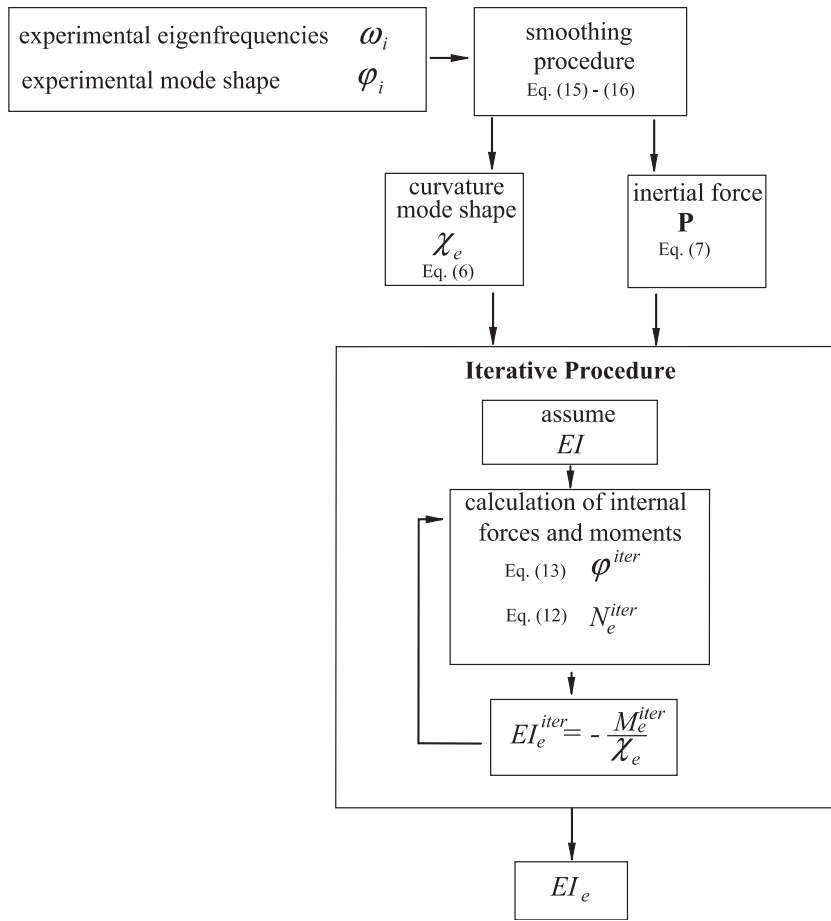 experimental eigenfrequencies ω_i
experimental mode shape φ_i
smoothing
procedure
Eq. (15) - (16)
curvature
mode shape
χ_e
Eq. (6)
inertial force
P
Eq. (7)
Iterative Procedure
assume
EI
calculation of internal
forces and moments
Eq. (13) φ^{iter}
Eq. (12) N_e^{iter}
EI_e^{iter} = - M_e^{iter} / χ_e
EI_e